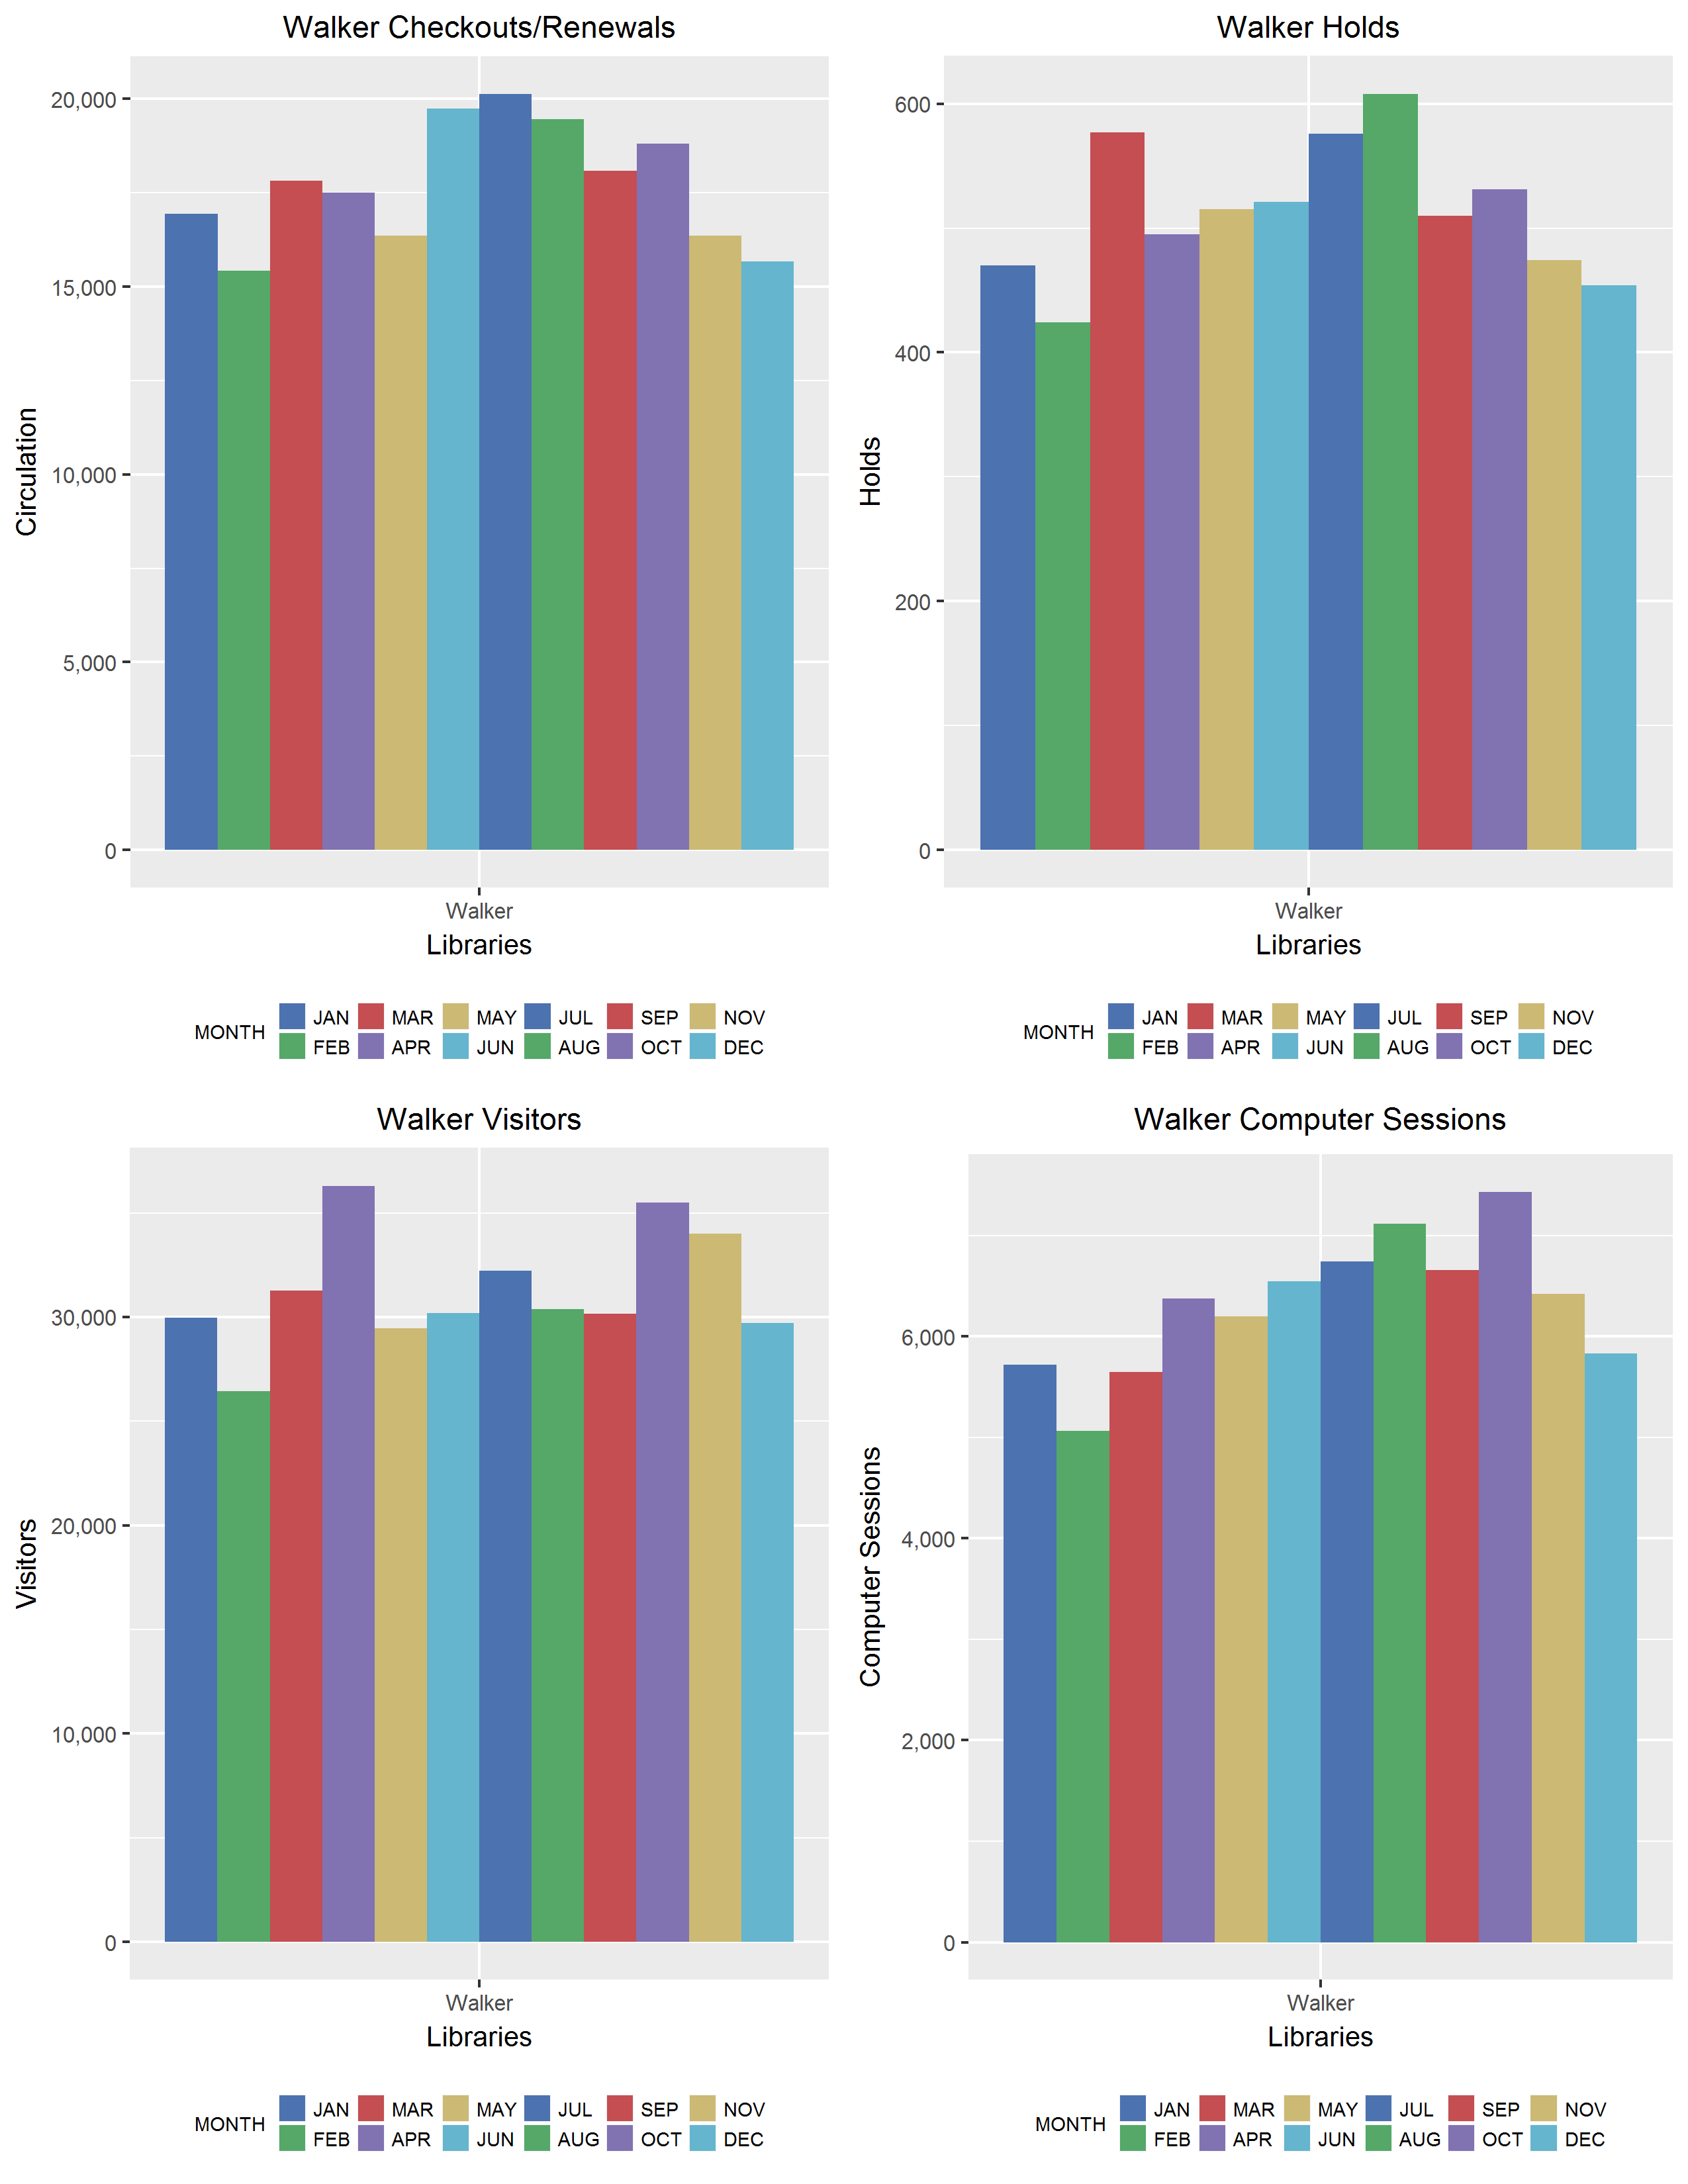 Walker Checkouts/Renewals
20,000
15,000
10,000
5,000
0
Circulation
Walker
Libraries
MONTH
JAN MAR MAY JUL SEP NOV
FEB APR JUN AUG OCT DEC
Walker Holds
600
400
200
0
Holds
Walker
Libraries
MONTH
JAN MAR MAY JUL SEP NOV
FEB APR JUN AUG OCT DEC
Walker Visitors
30,000
20,000
10,000
0
Visitors
Walker
Libraries
MONTH
JAN MAR MAY JUL SEP NOV
FEB APR JUN AUG OCT DEC
Walker Computer Sessions
6,000
4,000
2,000
0
Computer Sessions
Walker
Libraries
MONTH
JAN MAR MAY JUL SEP NOV
FEB APR JUN AUG OCT DEC